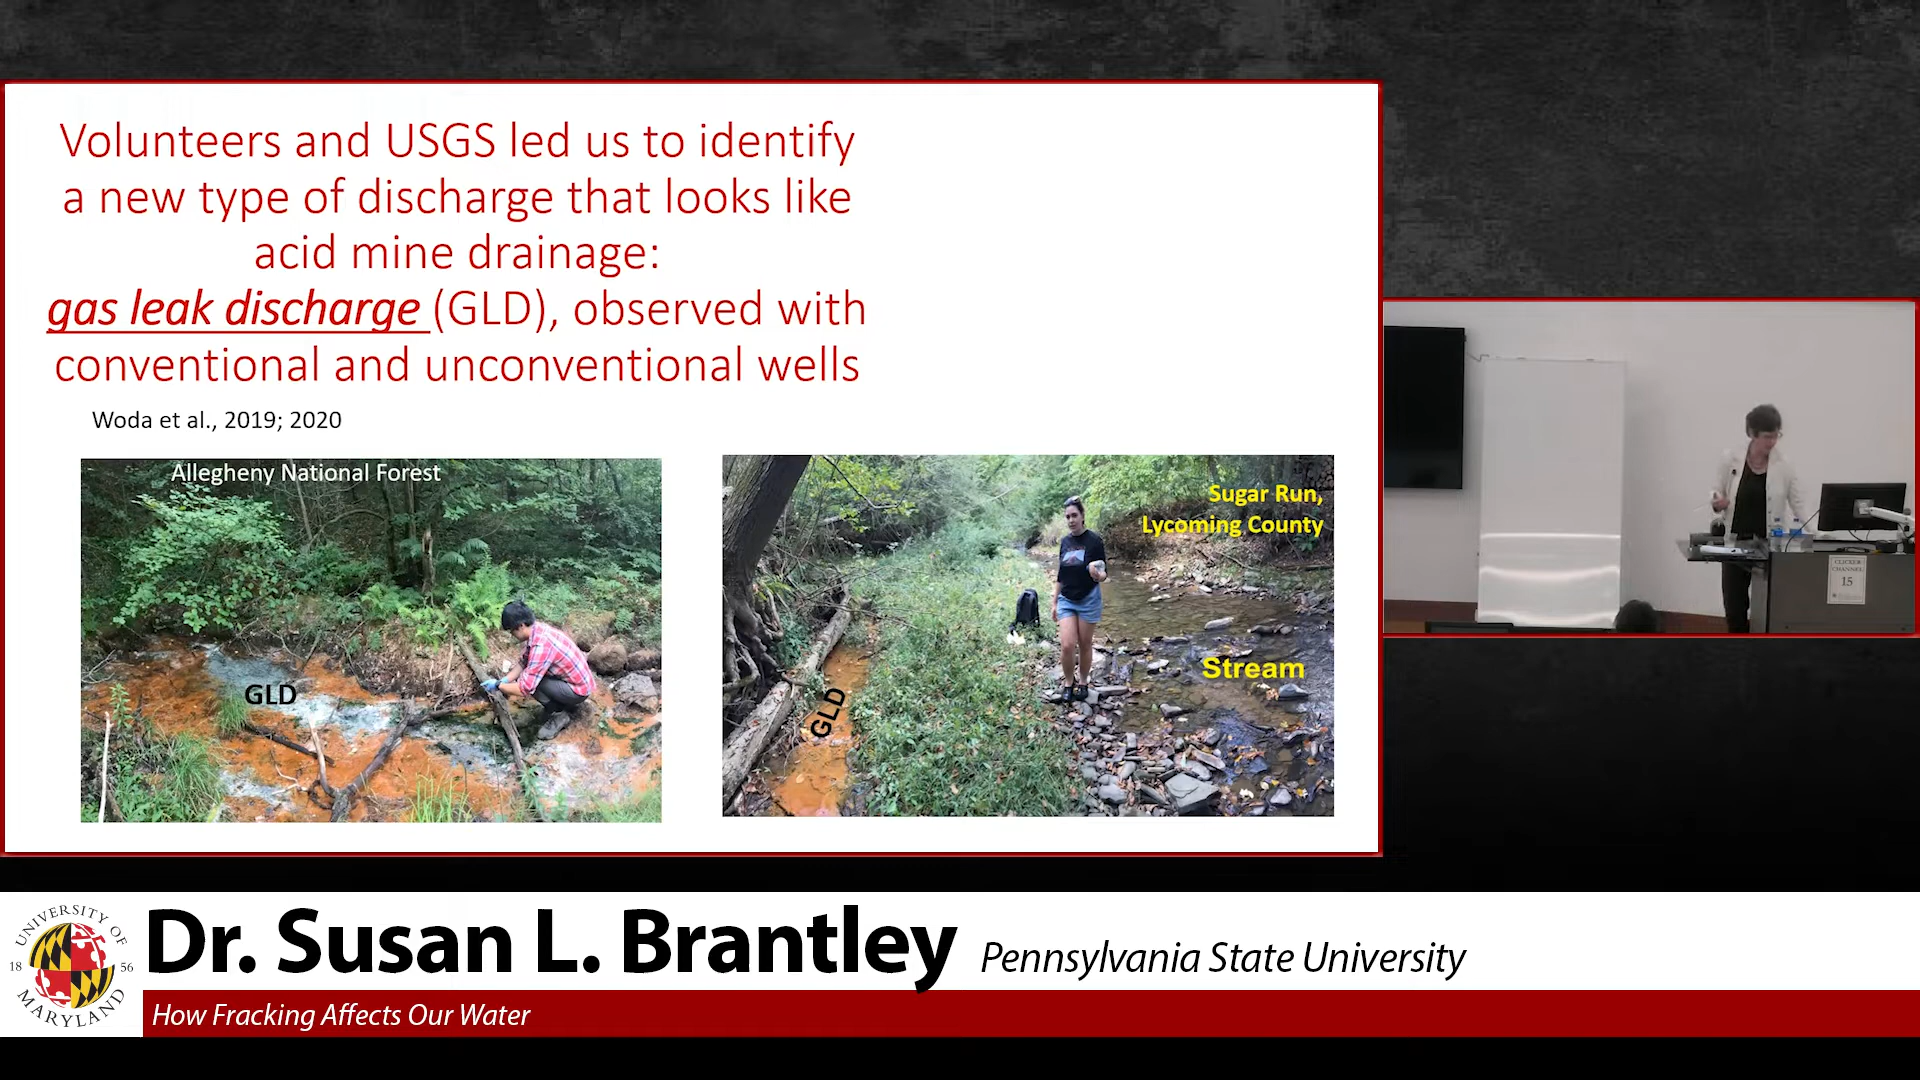 Volunteers and USGS led us to identify
a new type of discharge that looks like
acid mine drainage:
gas leak discharge (GLD), observed with
conventional and unconventional wells
Woda et al., 2019; 2020
Allegheny National Forest
GLD
Sugar Run,
Lycoming County
Stream
GLD
CLICKER
CHANNEL
15
UNIVERSITY OF
18 56
MARYLAND
Dr. Susan L. Brantley Pennsylvania State University
How Fracking Affects Our Water